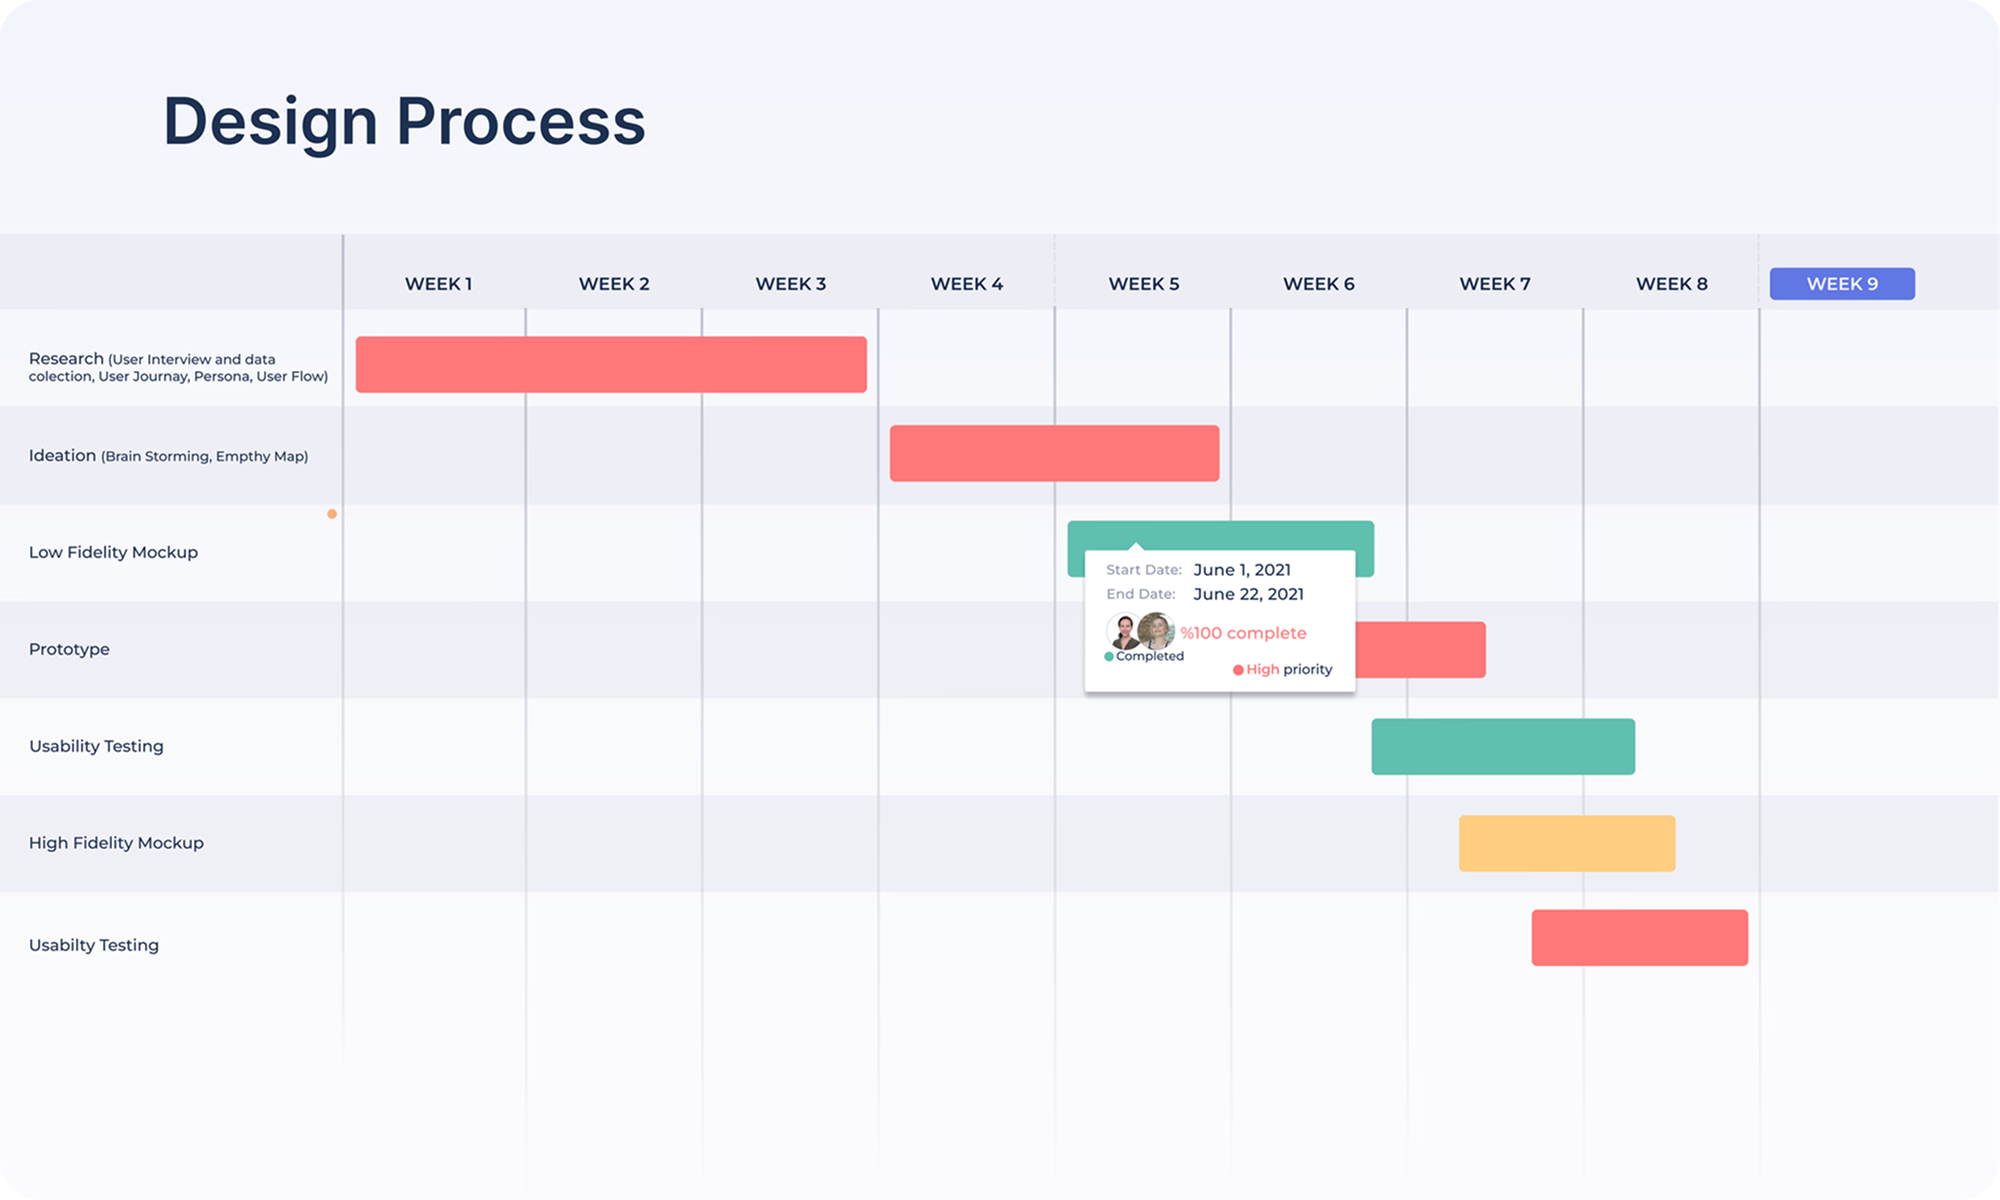 Design Process
WEEK 1 WEEK 2 WEEK 3 WEEK 4 WEEK 5 WEEK 6 WEEK 7 WEEK 8 WEEK 9
Research (User Interview and data
colection, User Journay, Persona, User Flow)
Ideation (Brain Storming, Empthy Map)
Low Fidelity Mockup
Start Date: June 1, 2021
End Date: June 22, 2021
%100 complete
Completed
High priority
Prototype
Usability Testing
High Fidelity Mockup
Usabilty Testing